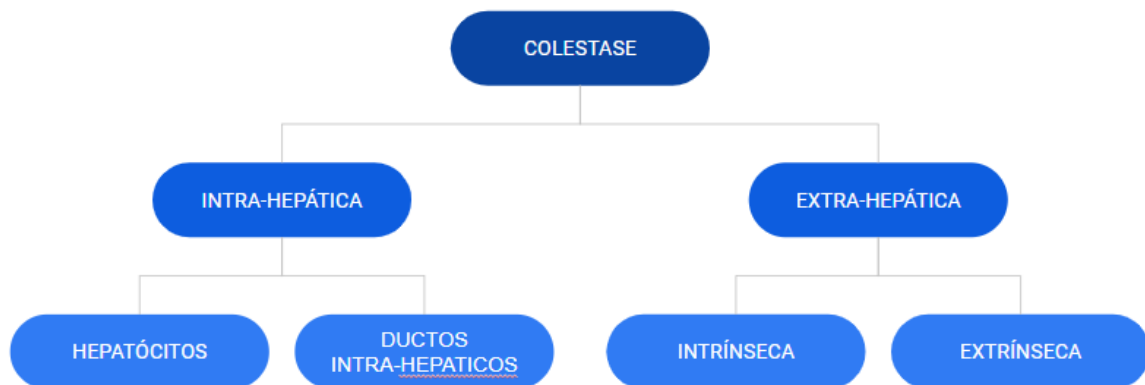 COLESTASE
INTRA-HEPÁTICA
EXTRA-HEPÁTICA
HEPATÓCITOS
DUCTOS
INTRA-HEPATICOS
INTRÍNSECA
EXTRÍNSECA